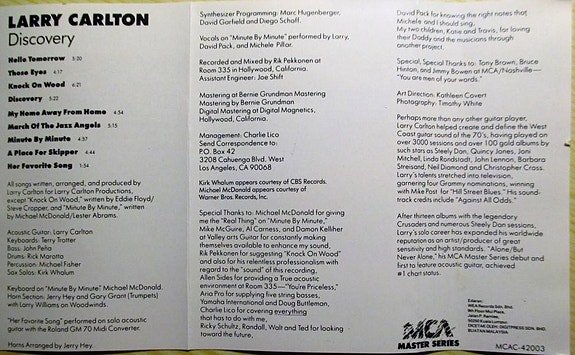 LARRY CARLTON
Discovery
Hello Tomorrow 5:20
Those Eyes 4:17
Knock On Wood 6:21
Discovery 5:22
My Home Away From Home 4:54
March Of The Jazz Angels 5:15
Minute By Minute 4:57
A Place For Skipper 4:44
Her Favorite Song 1:54
All songs written, arranged, and produced by
Larry Carlton for Larry Carlton Productions,
except "Knock On Wood," written by Eddie Floyd/
Steve Cropper, and "Minute By Minute," written
by Michael McDonald/Lester Abrams.
Acoustic Guitar: Larry Carlton
Keyboards: Terry Trotter
Bass: John Peña
Drums: Rick Marotta
Percussion: Michael Fisher
Sax Solos: Kirk Whalum
Keyboard on "Minute By Minute" Michael McDonald.
Horn Section: Jerry Hey and Gary Grant (Trumpets)
with Larry Williams on Woodwinds.
"Her Favorite Song" performed on solo acoustic
guitar with the Roland GM 70 Midi Converter.
Horns Arranged by Jerry Hey.
Synthesizer Programming: Marc Hugenberger,
David Garfield and Diego Schaff.
Vocals on "Minute By Minute" performed by Larry,
David Pack, and Michele Pillar.
Recorded and Mixed by Rik Pekkonen at
Room 335 in Hollywood, California.
Assistant Engineer: Joe Shift
Mastering at Bernie Grundman Mastering
Mastering by Bernie Grundman
Digital Mastering at Digital Magnetics,
Hollywood, California.
Management: Charlie Lico
Send Correspondence to:
P.O. Box 42
3208 Cahuenga Blvd. West
Los Angeles, CA 90068
Kirk Whalum appears courtesy of CBS Records.
Michael McDonald appears courtesy of
Warner Bros. Records, Inc.
Special Thanks to: Michael McDonald for giving
me the "Real Thing" on "Minute By Minute,"
Mike McGuire, Al Carness, and Damon Kelliher
at Valley arts Guitar for constantly making
themselves available to enhance my sound,
Rik Pekkonen for suggesting "Knock On Wood"
and also for his relentless professionalism with
regard to the "sound" of this recording,
Allen Sides for providing a True acoustic
environment at Room 335—"You're Priceless,"
Aria Pro for supplying five string basses,
Yamaha International and Doug Buttleman,
Charlie Lico for covering everything
that has to do with me,
Ricky Schultz, Randall, Walt and Ted for looking
toward the future,
David Pack for knowing the right notes that
Michele and I should sing,
My two children, Katie and Travis, for loving
their Daddy and the musicians through
another project.
Special, Special Thanks to: Tony Brown, Bruce
Hinton, and Jimmy Bowen at MCA/Nashville—
"You are men of your words."
Art Direction: Kathleen Covert
Photography: Timothy White
Perhaps more than any other guitar player,
Larry Carlton helped create and define the West
Coast guitar sound of the 70's, having played on
over 3000 sessions and over 100 gold albums by
such stars as Steely Dan, Quincy Jones, Joni
Mitchell, Linda Rondstadt, John Lennon, Barbara
Streisand, Neil Diamond and Christopher Cross.
Larry's talents stretched into television,
garnering four Grammy nominations, winning
with Mike Post for "Hill Street Blues." His sound-
track credits include "Against All Odds."
After thirteen albums with the legendary
Crusaders and numerous Steely Dan sessions,
Larry's solo career has expanded his worldwide
reputation as an artist/producer of great
sensitivity and high standards. "Alone/But
Never Alone," his MCA Master Series debut and
first to feature acoustic guitar, achieved
#1 chart status.
MCA
MASTER SERIES
Edaran:
WEA Records Sdn. Bhd.
50250 Kuala Lumpur
BUATAN MALAYSIA
MCAC-42003